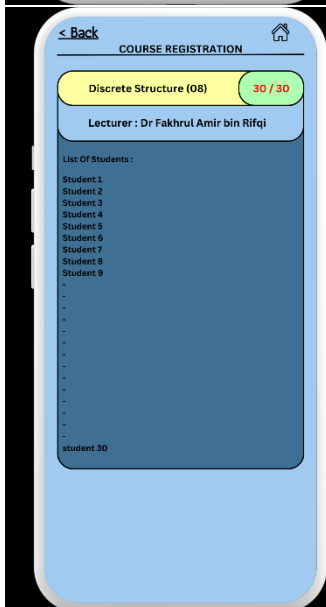 < Back
COURSE REGISTRATION
Discrete Structure (08)
30 / 30
Lecturer : Dr Fakhrul Amir bin Rifqi
List Of Students :
Student 1
Student 2
Student 3
Student 4
Student 5
Student 6
Student 7
Student 8
Student 9
-
-
-
-
-
-
-
-
-
-
-
-
-
-
student 30